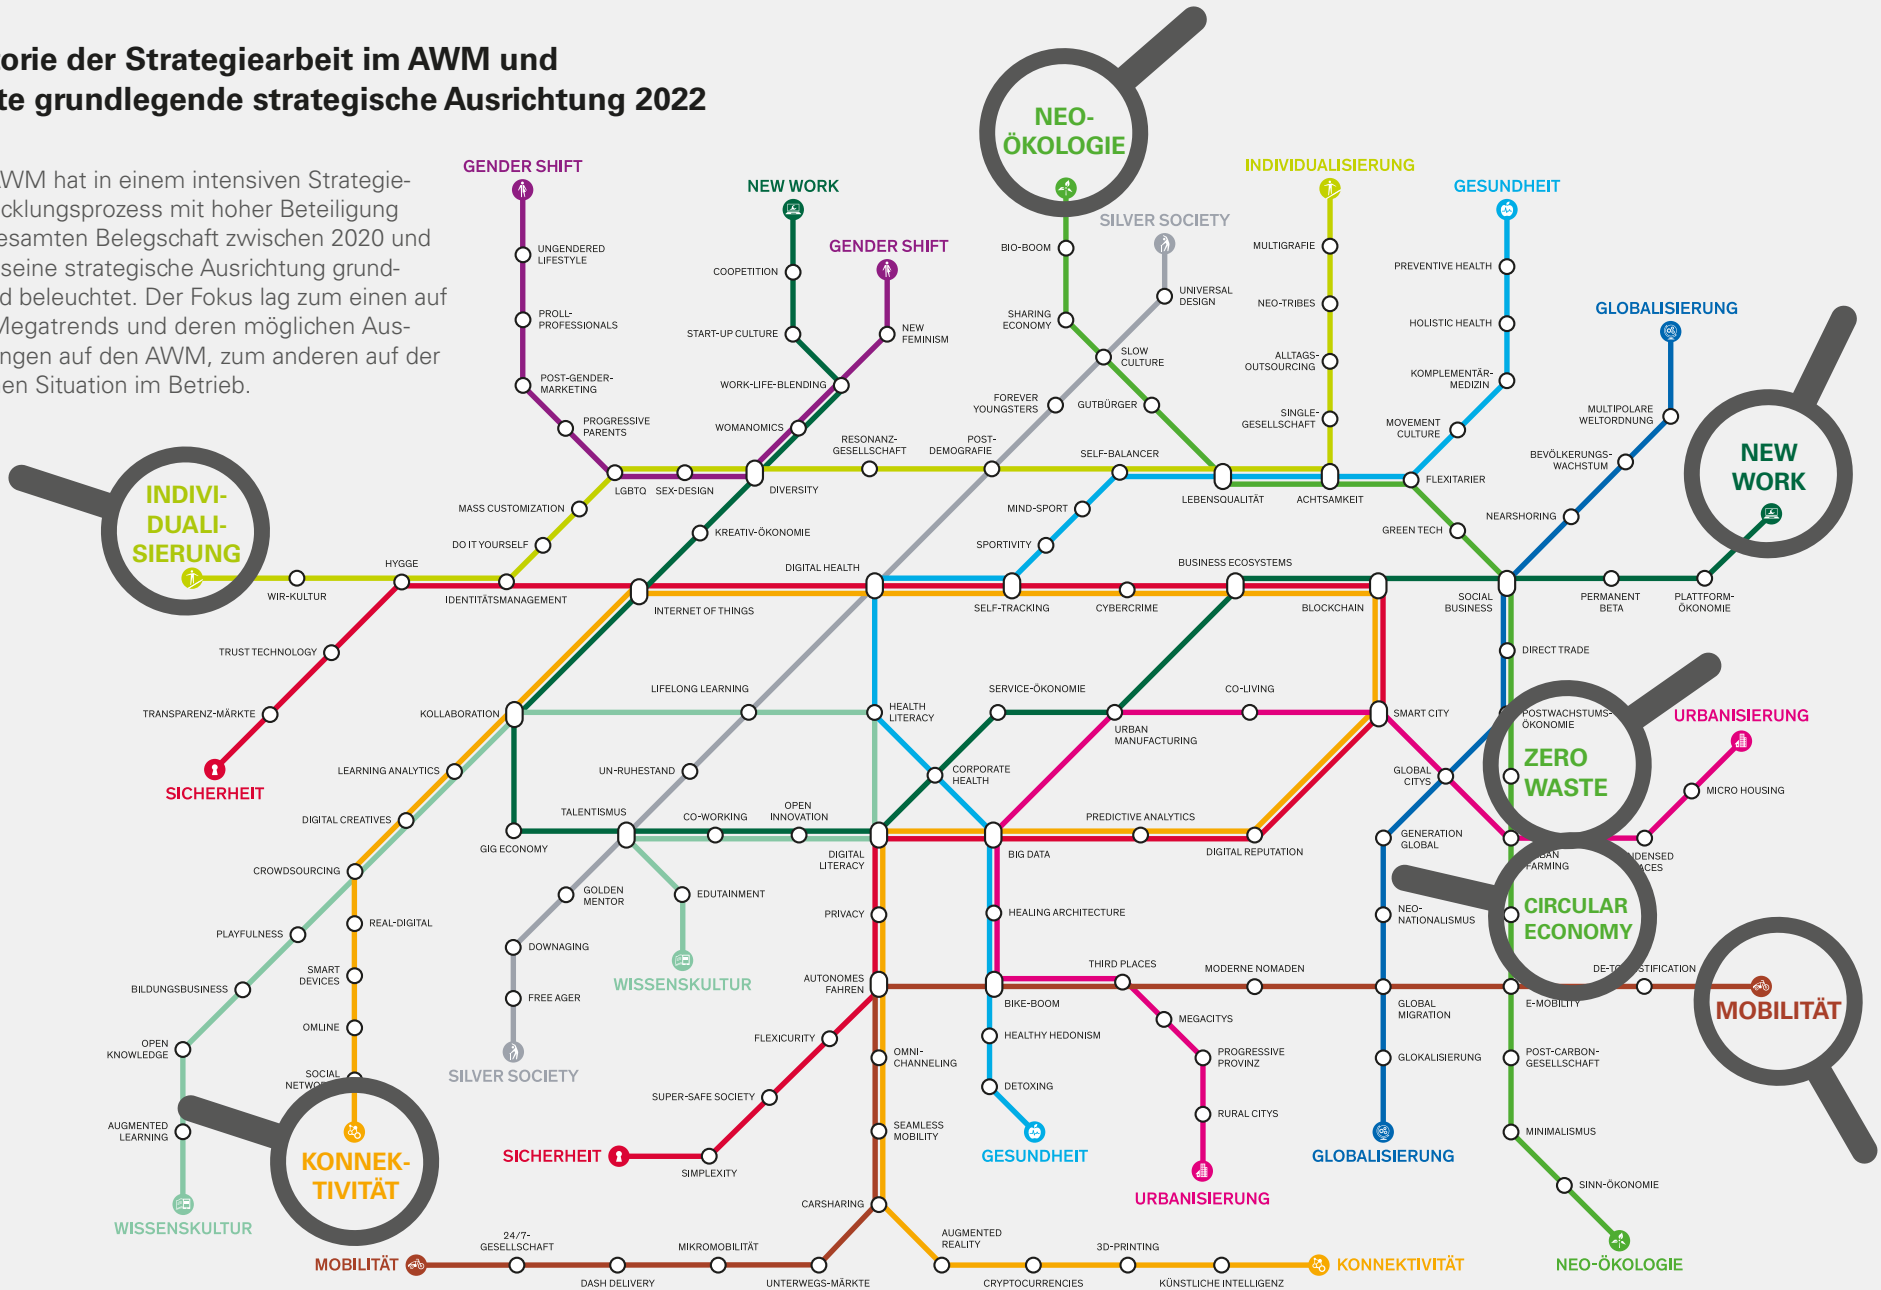 orie der Strategiearbeit im AWM und
te grundlegende strategische Ausrichtung 2022
AWM hat in einem intensiven Strategie-
cklungsprozess mit hoher Beteiligung
esamten Belegschaft zwischen 2020 und
seine strategische Ausrichtung grund-
d beleuchtet. Der Fokus lag zum einen auf
Megatrends und deren möglichen Aus-
ngen auf den AWM, zum anderen auf der
nen Situation im Betrieb.
GENDER SHIFT
UNGENDERED
LIFESTYLE
PROLL-
PROFESSIONALS
POST-GENDER-
MARKETING
PROGRESSIVE
PARENTS
LGBTQ
SEX-DESIGN
DIVERSITY
NEW WORK
COOPETITION
START-UP CULTURE
WORK-LIFE-BLENDING
WOMANOMICS
GENDER SHIFT
NEW
FEMINISM
RESONANZ-
GESELLSCHAFT
POST-
DEMOGRAFIE
NEO-
ÖKOLOGIE
BIO-BOOM
SHARING
ECONOMY
SLOW
CULTURE
GUTBÜRGER
FOREVER
YOUNGSTERS
SILVER SOCIETY
UNIVERSAL
DESIGN
SELF-BALANCER
LEBENSQUALITÄT
INDIVIDUALISIERUNG
MULTIGRAFIE
NEO-TRIBES
ALLTAGS-
OUTSOURCING
SINGLE-
GESELLSCHAFT
ACHTSAMKEIT
GESUNDHEIT
PREVENTIVE HEALTH
HOLISTIC HEALTH
KOMPLEMENTÄR-
MEDIZIN
MOVEMENT
CULTURE
FLEXITARIER
GREEN TECH
GLOBALISIERUNG
MULTIPOLARE
WELTORDNUNG
BEVÖLKERUNGS-
WACHSTUM
NEARSHORING
NEW
WORK
INDIVI-
DUALI-
SIERUNG
WIR-KULTUR
HYGGE
MASS CUSTOMIZATION
DO IT YOURSELF
IDENTITÄTSMANAGEMENT
KREATIV-ÖKONOMIE
INTERNET OF THINGS
DIGITAL HEALTH
MIND-SPORT
SPORTIVITY
SELF-TRACKING
CYBERCRIME
BUSINESS ECOSYSTEMS
BLOCKCHAIN
SOCIAL
BUSINESS
PERMANENT
BETA
PLATTFORM-
ÖKONOMIE
TRUST TECHNOLOGY
TRANSPARENZ-MÄRKTE
SICHERHEIT
KOLLABORATION
LIFELONG LEARNING
HEALTH
LITERACY
SERVICE-ÖKONOMIE
URBAN
MANUFACTURING
CO-LIVING
SMART CITY
DIRECT TRADE
POSTWACHSTUMS-
ÖKONOMIE
ZERO
WASTE
URBANISIERUNG
MICRO HOUSING
LEARNING ANALYTICS
DIGITAL CREATIVES
CROWDSOURCING
UN-RUHESTAND
TALENTISMUS
GIG ECONOMY
CO-WORKING
OPEN
INNOVATION
DIGITAL
LITERACY
CORPORATE
HEALTH
BIG DATA
PREDICTIVE ANALYTICS
DIGITAL REPUTATION
GLOBAL
CITYS
GENERATION
GLOBAL
FARMING
CIRCULAR
ECONOMY
NEO-
NATIONALISMUS
PLAYFULNESS
REAL-DIGITAL
SMART
DEVICES
BILDUNGSBUSINESS
OMLINE
OPEN
KNOWLEDGE
SOCIAL
AUGMENTED
LEARNING
WISSENSKULTUR
KONNEK-
TIVITÄT
GOLDEN
MENTOR
DOWNAGING
FREE AGER
SILVER SOCIETY
EDUTAINMENT
WISSENSKULTUR
PRIVACY
AUTONOMES
FAHREN
HEALING ARCHITECTURE
BIKE-BOOM
THIRD PLACES
MODERNE NOMADEN
GLOBAL
MIGRATION
E-MOBILITY
MOBILITÄT
FLEXICURITY
SUPER-SAFE SOCIETY
SIMPLEXITY
SICHERHEIT
OMNI-
CHANNELING
SEAMLESS
MOBILITY
CARSHARING
HEALTHY HEDONISM
DETOXING
GESUNDHEIT
MEGACITYS
PROGRESSIVE
PROVINZ
RURAL CITYS
URBANISIERUNG
GLOKALISIERUNG
GLOBALISIERUNG
POST-CARBON-
GESELLSCHAFT
MINIMALISMUS
SINN-ÖKONOMIE
NEO-ÖKOLOGIE
MOBILITÄT
24/7-
GESELLSCHAFT
DASH DELIVERY
MIKROMOBILITÄT
UNTERWEGS-MÄRKTE
AUGMENTED
REALITY
CRYPTOCURRENCIES
3D-PRINTING
KÜNSTLICHE INTELLIGENZ
KONNEKTIVITÄT